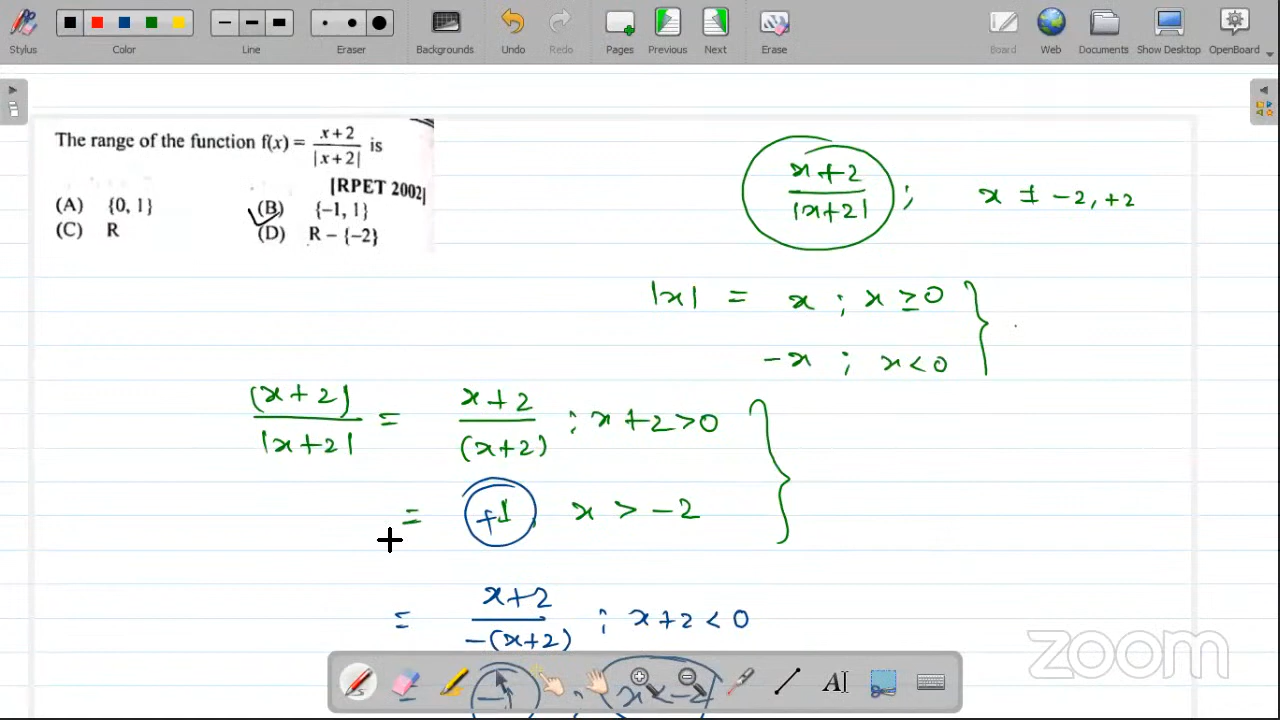 Stylus Color Line Eraser Backgrounds Undo Redo Pages Previous Next Erase Board Web Documents Show Desktop OpenBoard
The range of the function f(x) = x+2 / |x+2| is
[RPET 2002]
(A) {0, 1} (B) {−1, 1}
(C) R (D) R − {−2}
x+2 / |x+2| ; x ≠ −2, +2
|x| = x ; x ≥ 0
−x ; x < 0
(x+2) / |x+2| = x+2 / (x+2) ; x+2 > 0
= +1, x > −2
= x+2 / −(x+2) ; x+2 < 0
−1 ; x < −2
zoom